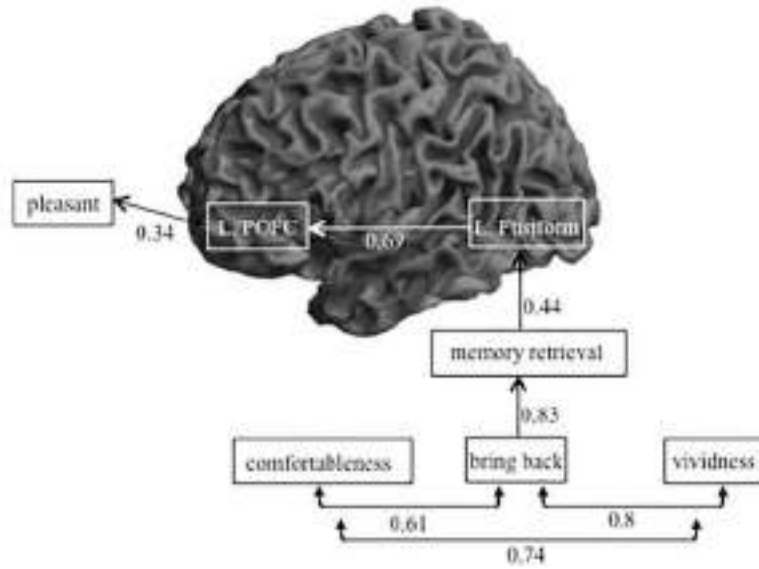 pleasant
L. POFC
L. Fusiform
0.34
0.69
0.44
memory retrieval
0.83
comfortableness
bring back
vividness
0.61
0.8
0.74